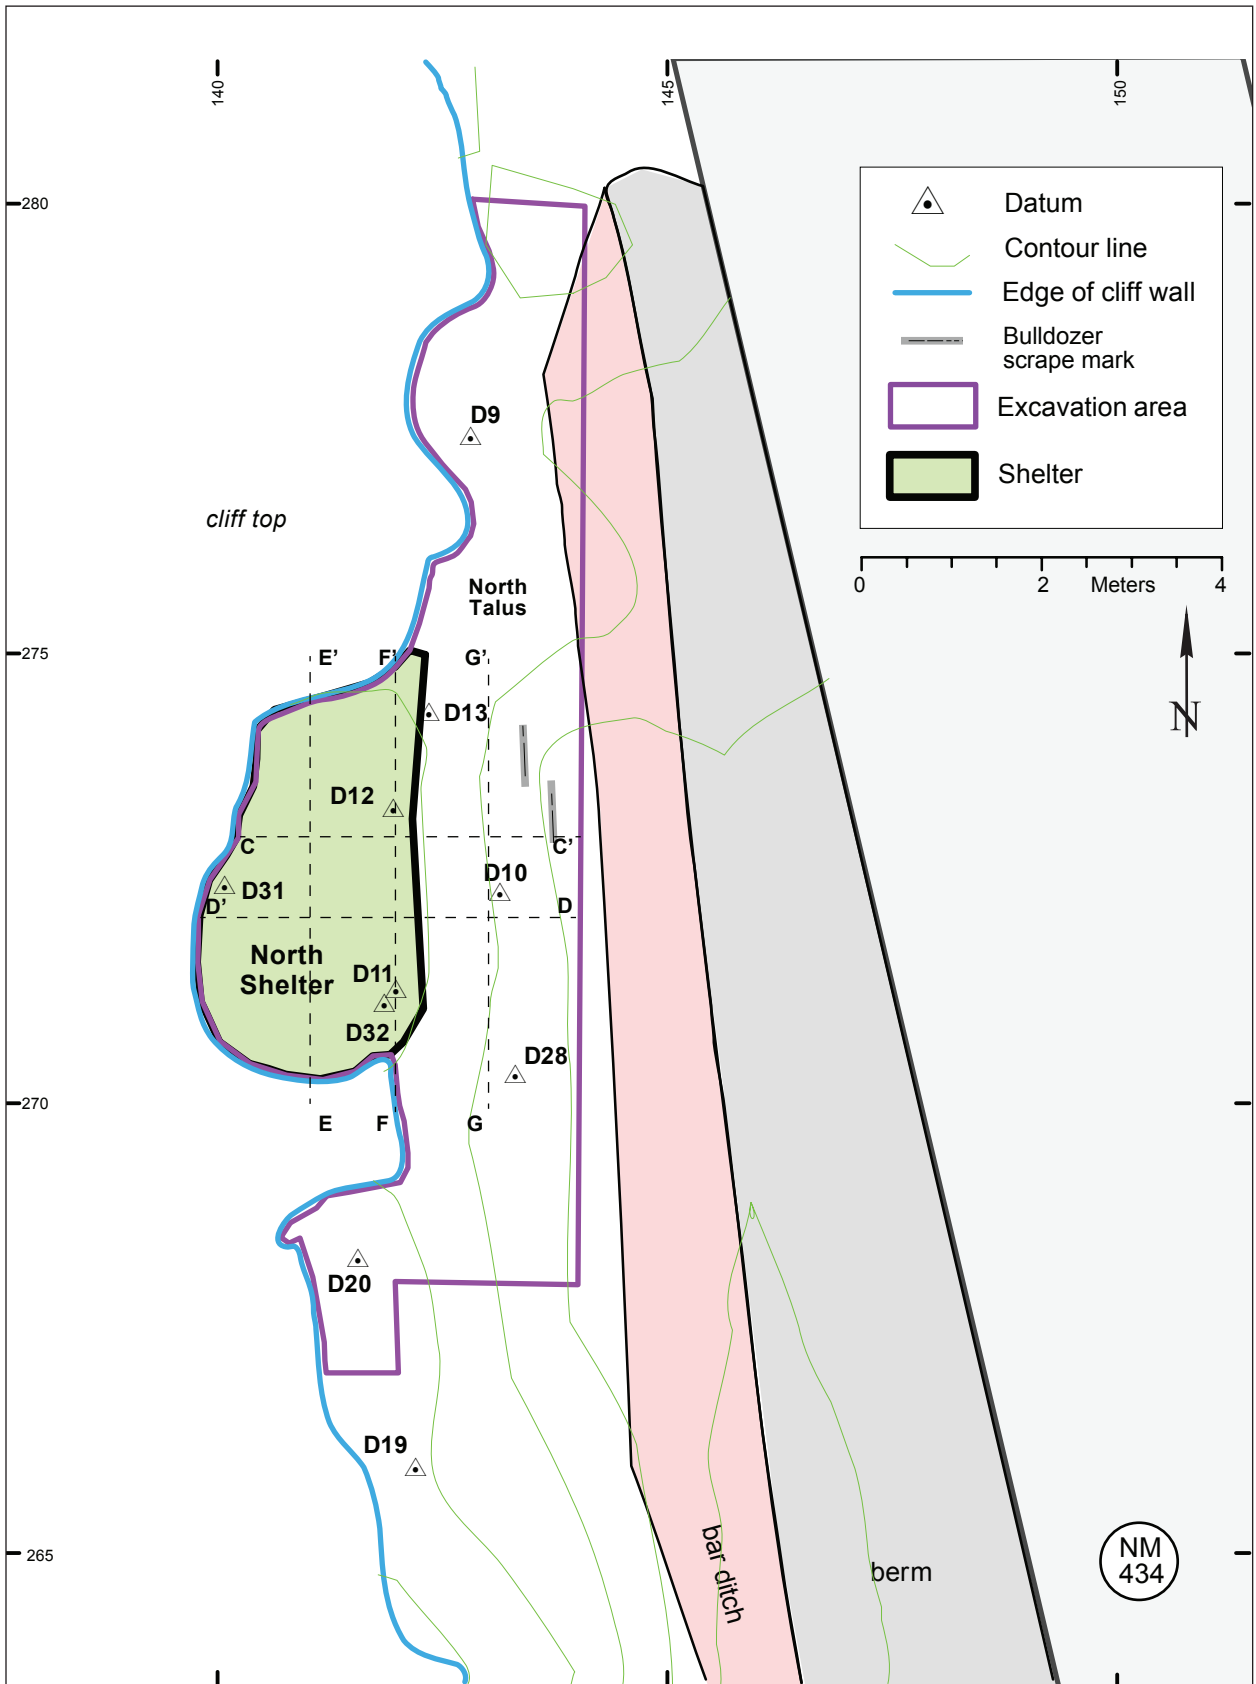 140
145
150
280
Datum
Contour line
Edge of cliff wall
Bulldozer
scrape mark
Excavation area
Shelter
D9
cliff top
0 2 Meters 4
North
Talus
N
275
E’ F’ G’
D13
D12
C C’
D10
D31
D’ D
North
Shelter
D11
D32
D28
270
E F G
D20
D19
265
bar ditch
berm
NM
434